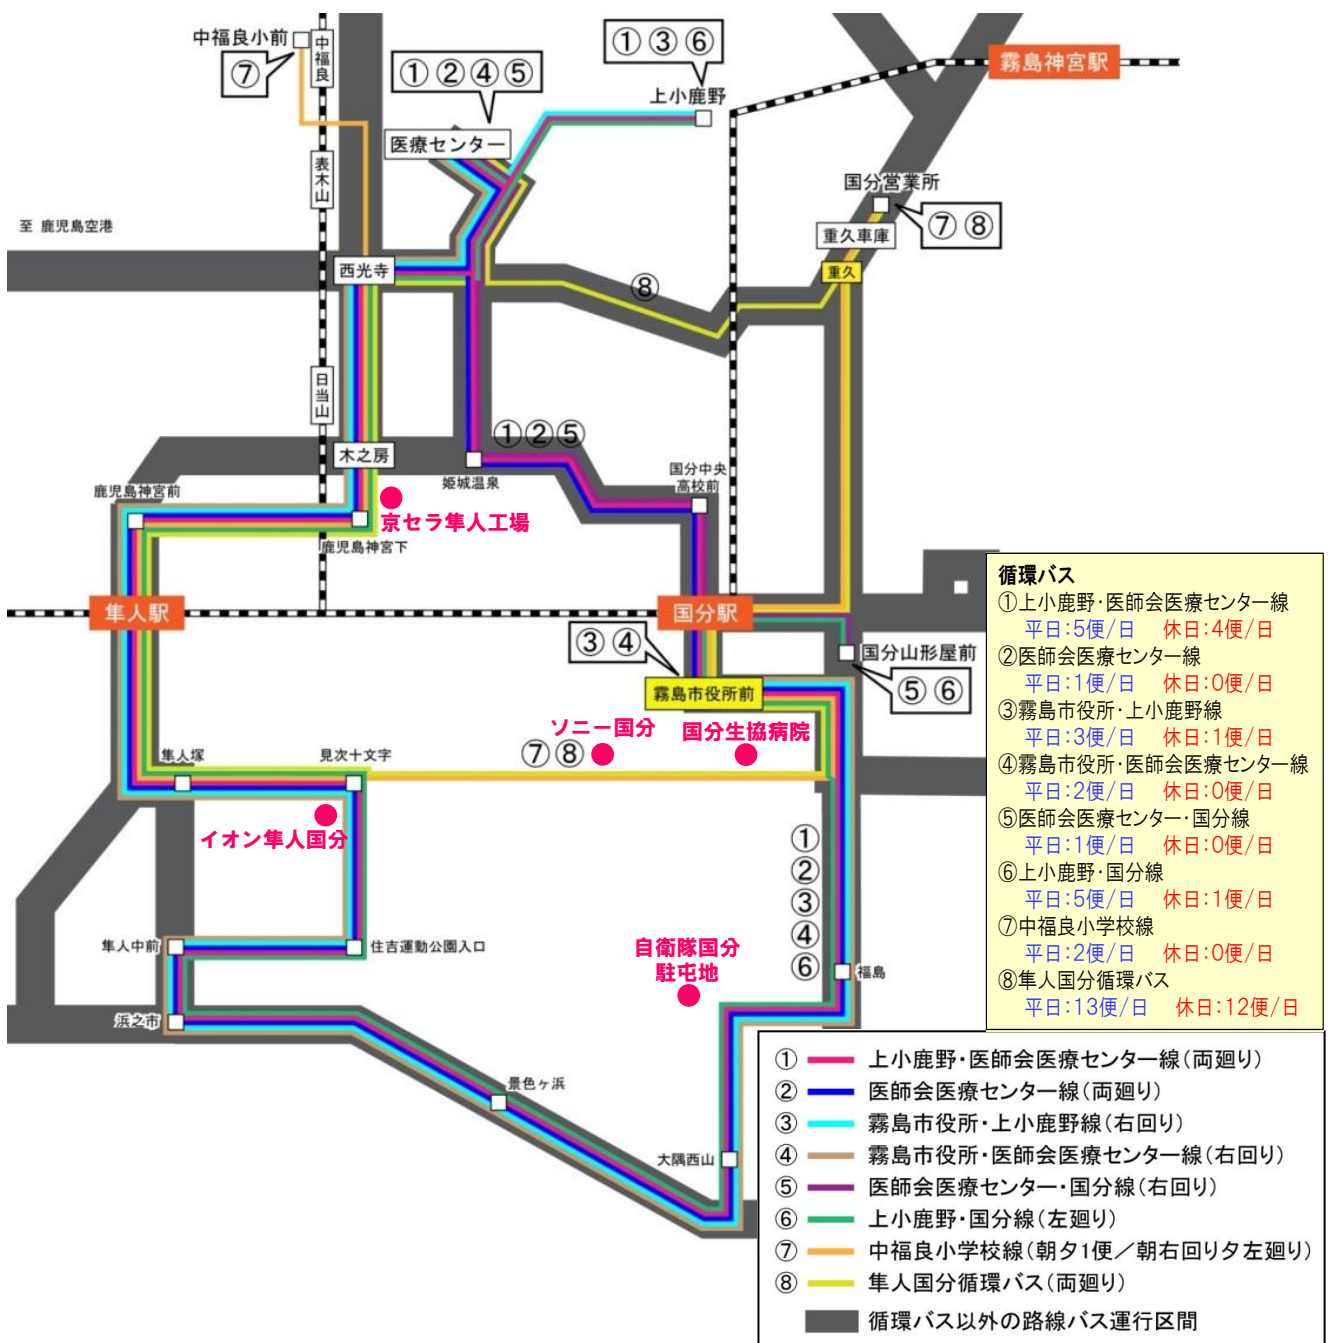 中福良小前
⑦
中福良
①②④⑤
①③⑥
上小鹿野
霧島神宮駅
医療センター
表木山
至 鹿児島空港
国分営業所
⑦⑧
重久車庫
重久
西光寺
⑧
日当山
①②⑤
木之房
姫城温泉
国分中央
高校前
鹿児島神宮前
京セラ隼人工場
鹿児島神宮下
隼人駅
国分駅
③④
国分山形屋前
⑤⑥
霧島市役所前
ソニー国分
国分生協病院
隼人塚
見次十文字
⑦⑧
イオン隼人国分
①
②
③
④
⑥
隼人中前
住吉運動公園入口
自衛隊国分
駐屯地
福島
浜之市
景色ヶ浜
大隅西山
循環バス
①上小鹿野・医師会医療センター線
平日:5便/日 休日:4便/日
②医師会医療センター線
平日:1便/日 休日:0便/日
③霧島市役所・上小鹿野線
平日:3便/日 休日:1便/日
④霧島市役所・医師会医療センター線
平日:2便/日 休日:0便/日
⑤医師会医療センター・国分線
平日:1便/日 休日:0便/日
⑥上小鹿野・国分線
平日:5便/日 休日:1便/日
⑦中福良小学校線
平日:2便/日 休日:0便/日
⑧隼人国分循環バス
平日:13便/日 休日:12便/日
① 上小鹿野・医師会医療センター線(両廻り)
② 医師会医療センター線(両廻り)
③ 霧島市役所・上小鹿野線(右回り)
④ 霧島市役所・医師会医療センター線(右回り)
⑤ 医師会医療センター・国分線(右回り)
⑥ 上小鹿野・国分線(左廻り)
⑦ 中福良小学校線(朝夕1便／朝右回り夕左廻り)
⑧ 隼人国分循環バス(両廻り)
循環バス以外の路線バス運行区間